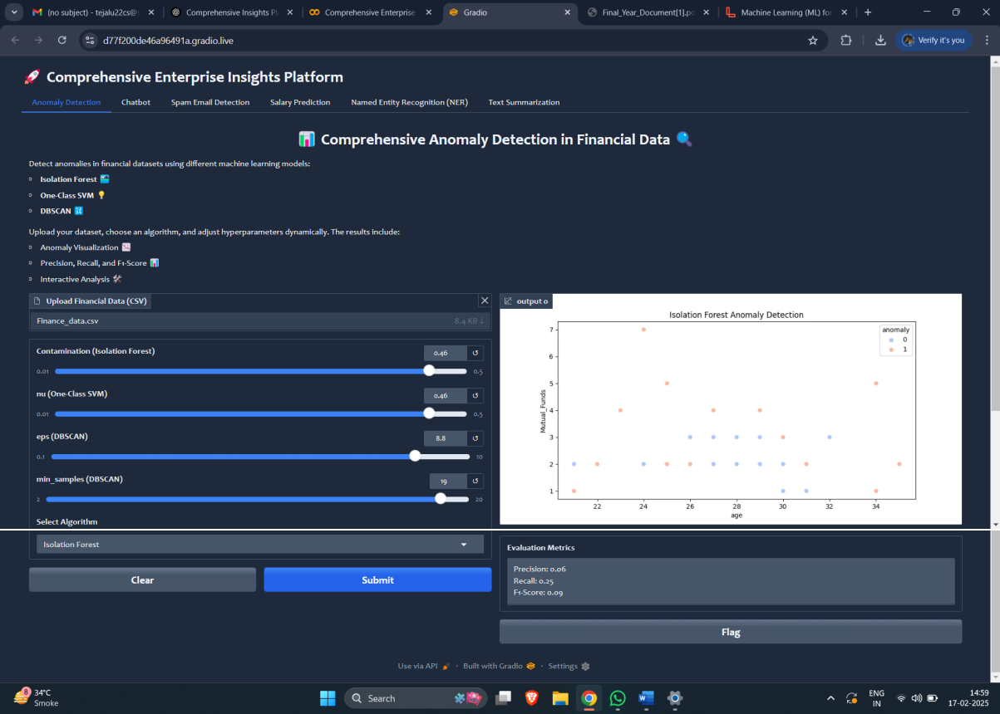 (no subject) - tejalu22cs@s
Comprehensive Insights Pl
Comprehensive Enterprise
Gradio
Final_Year_Document[1].pd
Machine Learning (ML) for
d77f200de46a96491a.gradio.live
Verify it's you
🚀 Comprehensive Enterprise Insights Platform
Anomaly Detection Chatbot Spam Email Detection Salary Prediction Named Entity Recognition (NER) Text Summarization
📊 Comprehensive Anomaly Detection in Financial Data 🔍
Detect anomalies in financial datasets using different machine learning models:
Isolation Forest
One-Class SVM 💡
DBSCAN
Upload your dataset, choose an algorithm, and adjust hyperparameters dynamically. The results include:
Anomaly Visualization
Precision, Recall, and F1-Score 📊
Interactive Analysis 🛠
Upload Financial Data (CSV)
Finance_data.csv 8.4 KB ↓
Contamination (Isolation Forest) 0.46
0.01 0.5
nu (One-Class SVM) 0.46
0.01 0.5
eps (DBSCAN) 8.8
0.1 10
min_samples (DBSCAN) 19
2 20
Select Algorithm
Isolation Forest
Clear Submit
output 0
Isolation Forest Anomaly Detection
anomaly
0
1
7
6
5
4
3
2
1
Mutual_Funds
22 24 26 28 30 32 34
age
Evaluation Metrics
Precision: 0.06
Recall: 0.25
F1-Score: 0.09
Flag
Use via API 🚀 · Built with Gradio · Settings ⚙
8
34°C
Smoke
Search
ENG
IN
14:59
17-02-2025